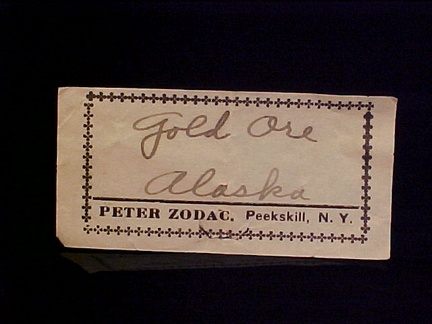 Gold Ore
Alaska
PETER ZODAC. Peekskill, N. Y.